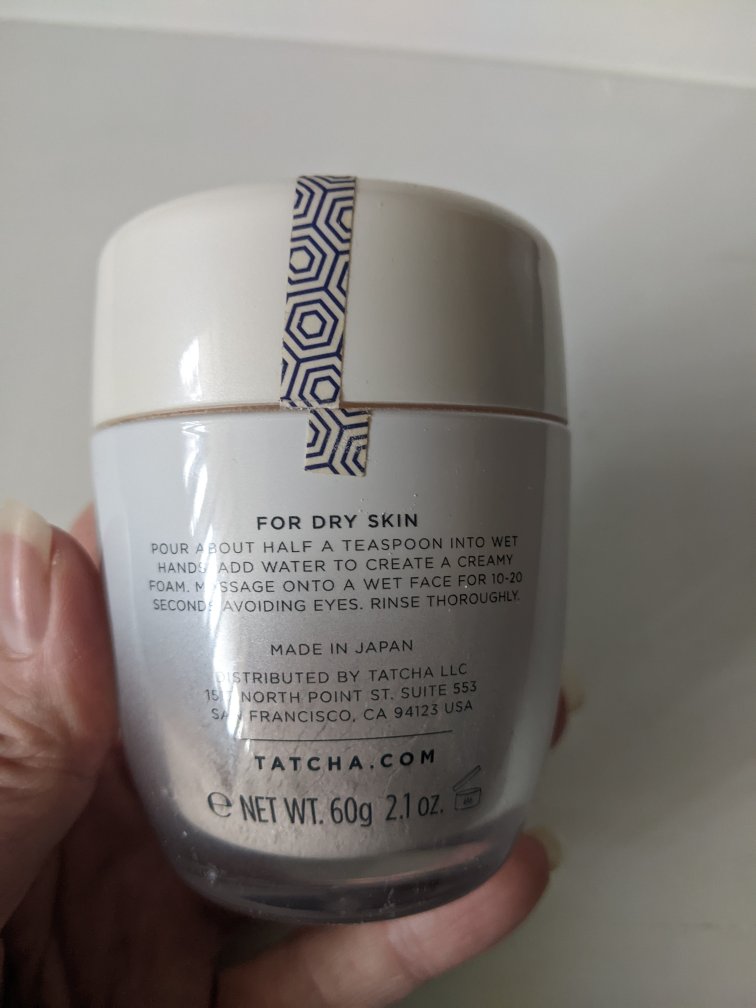 FOR DRY SKIN
POUR ABOUT HALF A TEASPOON INTO WET
HANDS ADD WATER TO CREATE A CREAMY
FOAM. MASSAGE ONTO A WET FACE FOR 10-20
SECONDS AVOIDING EYES. RINSE THOROUGHLY.
MADE IN JAPAN
DISTRIBUTED BY TATCHA LLC
NORTH POINT ST. SUITE 553
SAN FRANCISCO, CA 94123 USA
TATCHA.COM
℮ NET WT. 60g 2.1 oz.